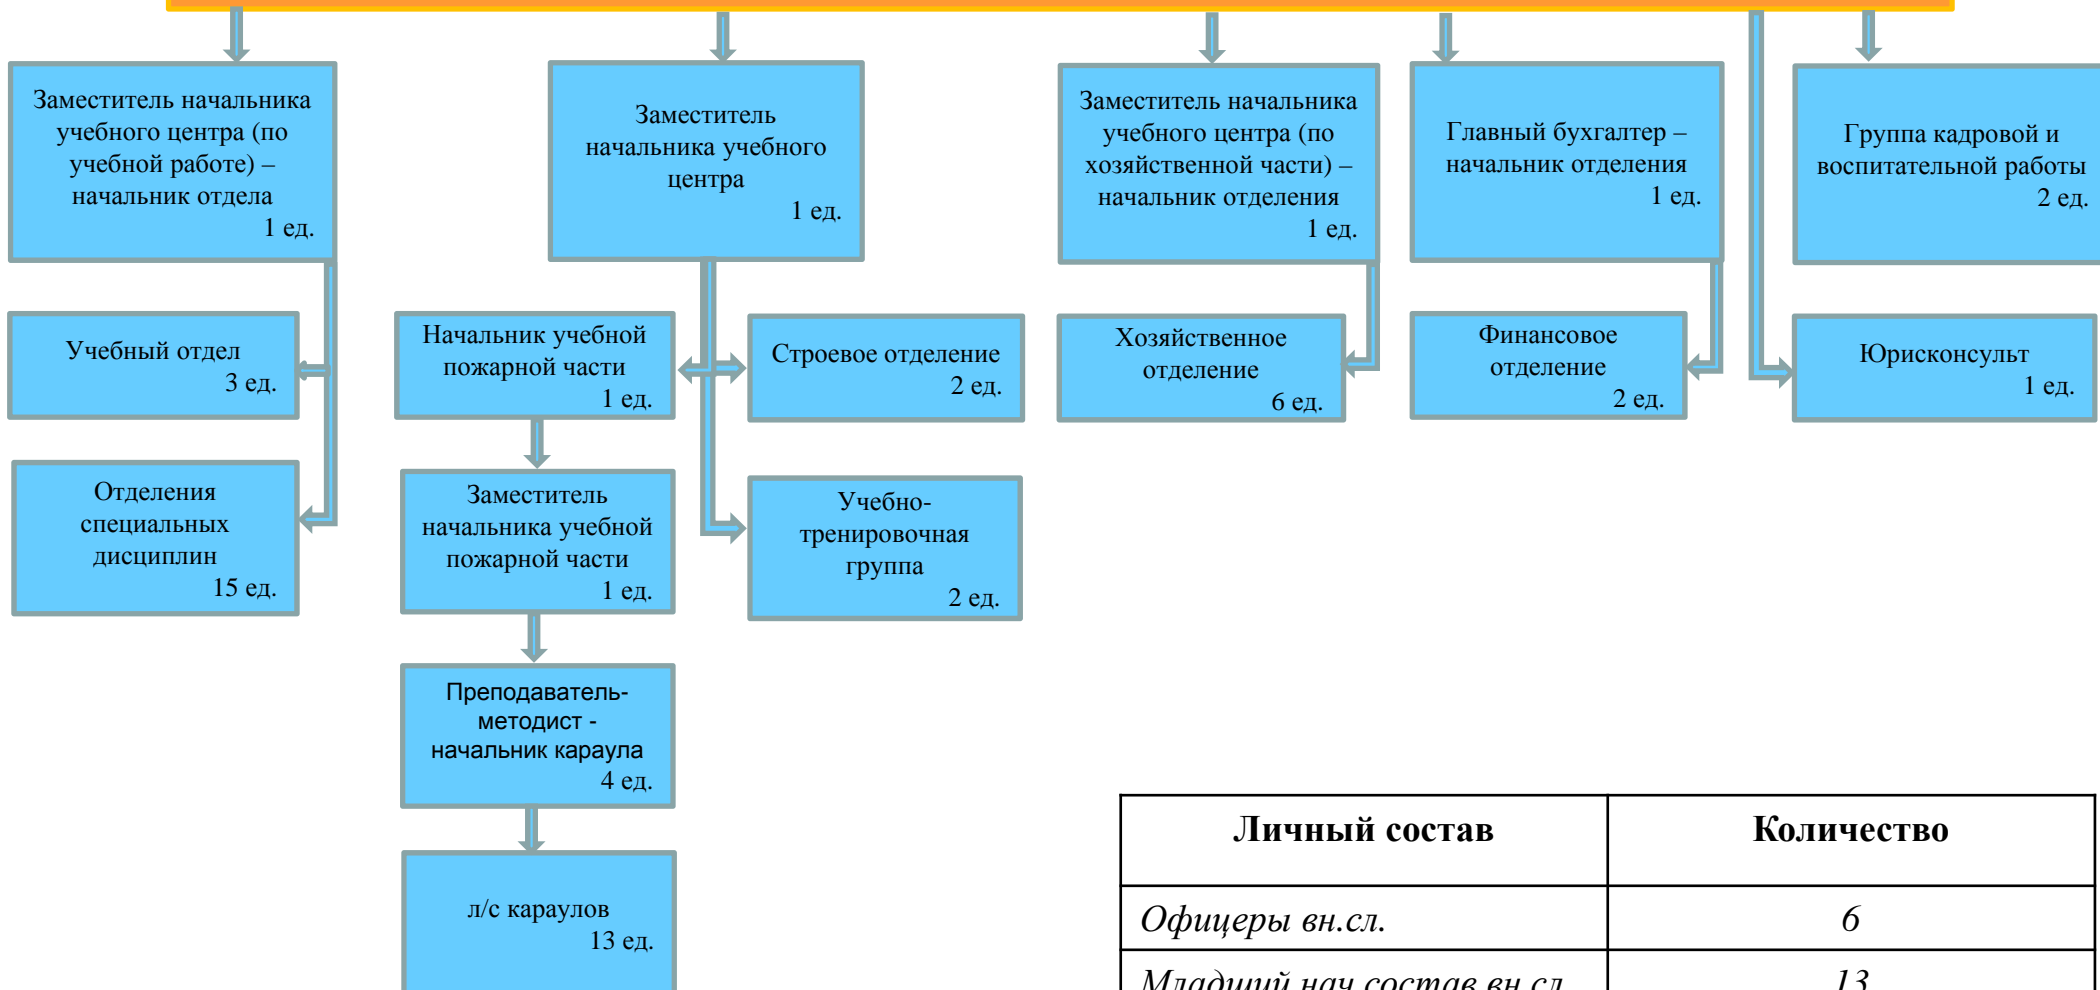 Заместитель начальника
учебного центра (по
учебной работе) –
начальник отдела
1 ед.
Заместитель
начальника учебного
центра
1 ед.
Заместитель начальника
учебного центра (по
хозяйственной части) –
начальник отделения
1 ед.
Главный бухгалтер –
начальник отделения
1 ед.
Группа кадровой и
воспитательной работы
2 ед.
Учебный отдел
3 ед.
Начальник учебной
пожарной части
1 ед.
Строевое отделение
2 ед.
Хозяйственное
отделение
6 ед.
Финансовое
отделение
2 ед.
Юрисконсульт
1 ед.
Отделения
специальных
дисциплин
15 ед.
Заместитель
начальника учебной
пожарной части
1 ед.
Учебно-
тренировочная
группа
2 ед.
Преподаватель-
методист -
начальник караула
4 ед.
л/с караулов
13 ед.
Личный состав Количество
Офицеры вн.сл. 6
Младший нач.состав вн.сл. 13